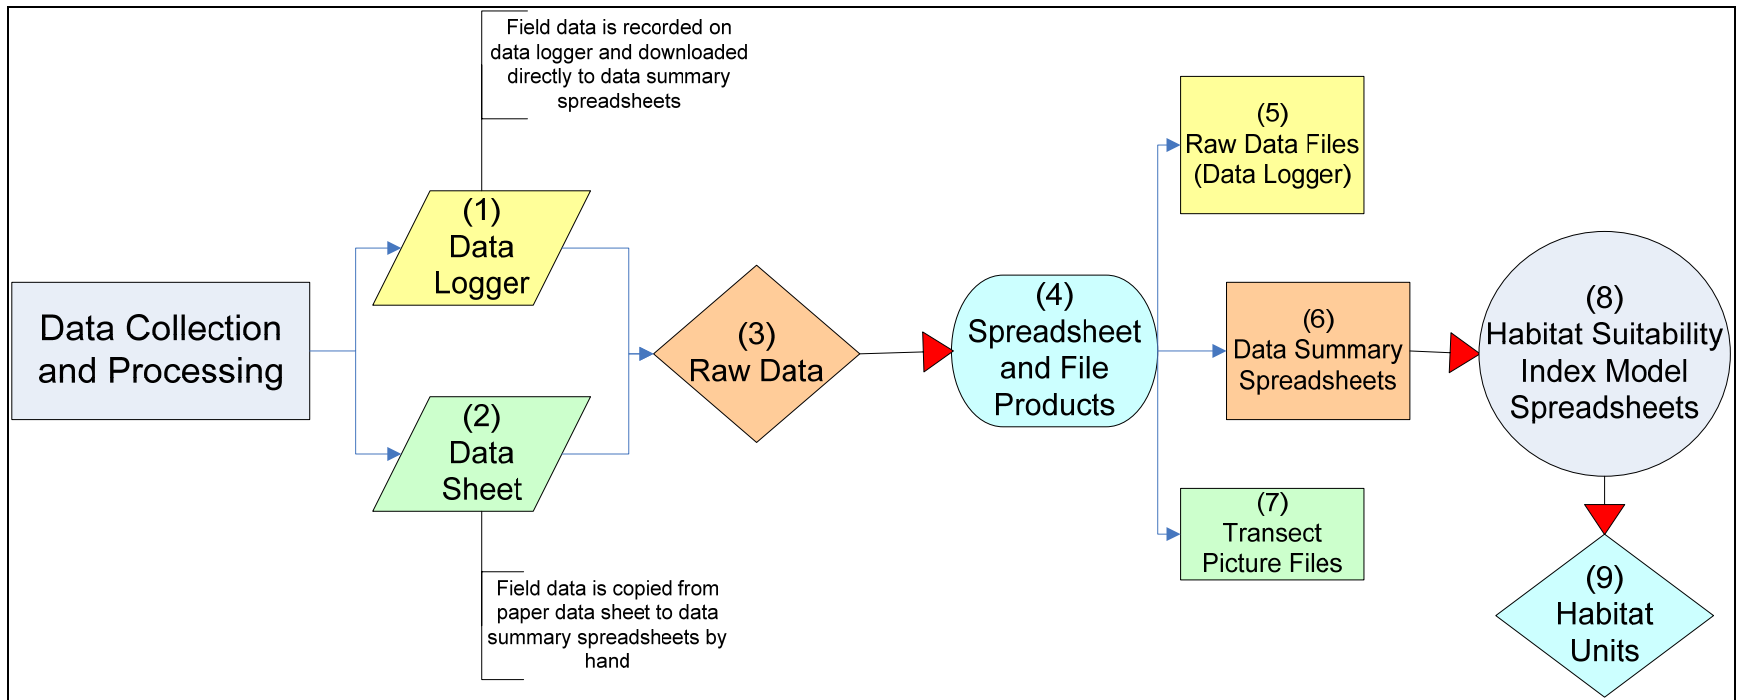 Field data is recorded on
data logger and downloaded
directly to data summary
spreadsheets
Data Collection
and Processing
(1)
Data
Logger
(2)
Data
Sheet
Field data is copied from
paper data sheet to data
summary spreadsheets by
hand
(3)
Raw Data
(4)
Spreadsheet
and File
Products
(5)
Raw Data Files
(Data Logger)
(6)
Data Summary
Spreadsheets
(7)
Transect
Picture Files
(8)
Habitat Suitability
Index Model
Spreadsheets
(9)
Habitat
Units